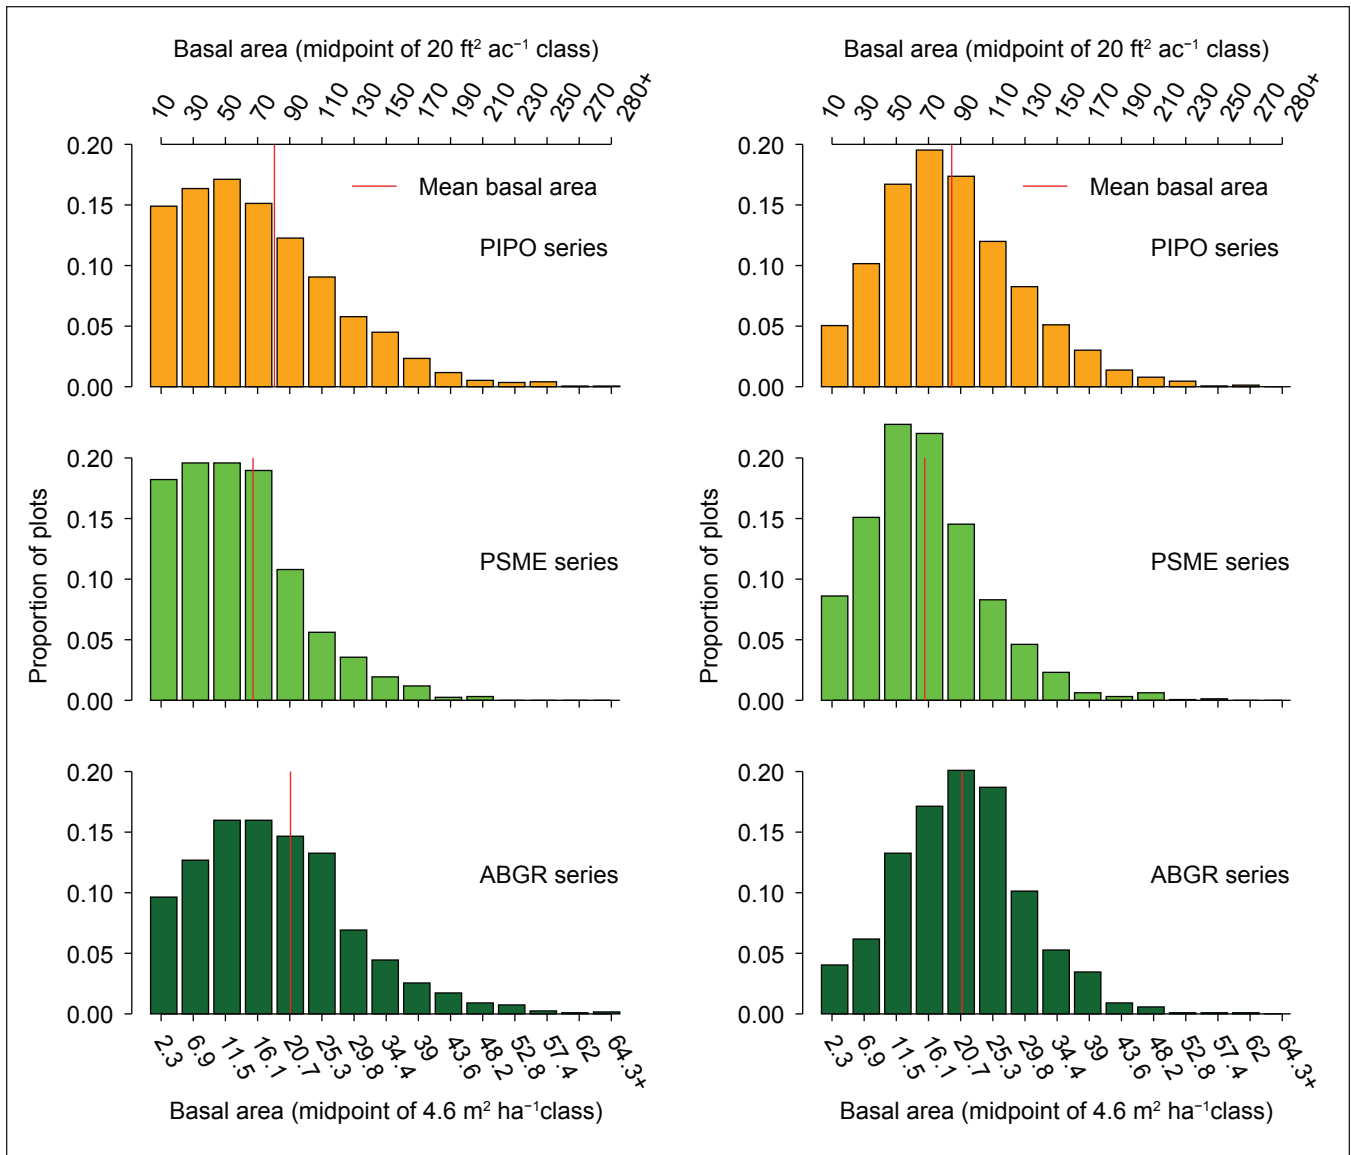 Basal area (midpoint of 20 ft² ac⁻¹ class)
10 30 50 70 90 110 130 150 170 190 210 230 250 270 280+
0.20
0.15
0.10
0.05
0.00
Mean basal area
PIPO series
0.20
0.15
0.10
0.05
0.00
Proportion of plots
PSME series
0.20
0.15
0.10
0.05
0.00
ABGR series
2.3 6.9 11.5 16.1 20.7 25.3 29.8 34.4 39 43.6 48.2 52.8 57.4 62 64.3+
Basal area (midpoint of 4.6 m² ha⁻¹class)
Basal area (midpoint of 20 ft² ac⁻¹ class)
10 30 50 70 90 110 130 150 170 190 210 230 250 270 280+
0.20
0.15
0.10
0.05
0.00
Mean basal area
PIPO series
0.20
0.15
0.10
0.05
0.00
Proportion of plots
PSME series
0.20
0.15
0.10
0.05
0.00
ABGR series
2.3 6.9 11.5 16.1 20.7 25.3 29.8 34.4 39 43.6 48.2 52.8 57.4 62 64.3+
Basal area (midpoint of 4.6 m² ha⁻¹class)